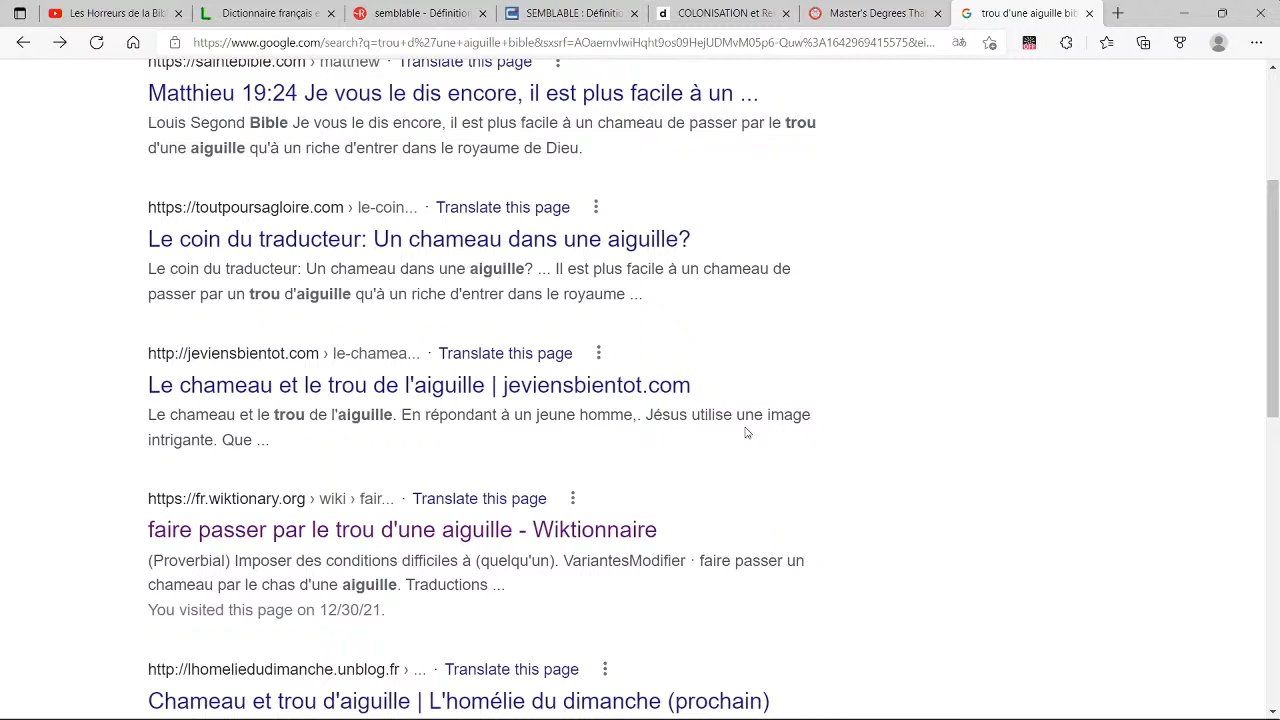 Les Horreurs de la Bib
Dictionnaire français e
semblable - Définition
SEMBLABLE : Définitio
COLONISATION
Masters Degrees
trou d'une aiguille bib
https://www.google.com/search?q=trou+d%27une+aiguille+bible&sxsrf=AOaemvIwiHqht9os09HejUDMvM05p6-Quw%3A1642969415575&ei...
https://saintebible.com › matthew · Translate this page
Matthieu 19:24 Je vous le dis encore, il est plus facile à un ...
Louis Segond Bible Je vous le dis encore, il est plus facile à un chameau de passer par le trou
d'une aiguille qu'à un riche d'entrer dans le royaume de Dieu.
https://toutpoursagloire.com › le-coin... · Translate this page
Le coin du traducteur: Un chameau dans une aiguille?
Le coin du traducteur: Un chameau dans une aiguille? ... Il est plus facile à un chameau de
passer par un trou d'aiguille qu'à un riche d'entrer dans le royaume ...
http://jeviensbientot.com › le-chamea... · Translate this page
Le chameau et le trou de l'aiguille | jeviensbientot.com
Le chameau et le trou de l'aiguille. En répondant à un jeune homme,. Jésus utilise une image
intrigante. Que ...
https://fr.wiktionary.org › wiki › fair... · Translate this page
faire passer par le trou d'une aiguille - Wiktionnaire
(Proverbial) Imposer des conditions difficiles à (quelqu'un). VariantesModifier · faire passer un
chameau par le chas d'une aiguille. Traductions ...
You visited this page on 12/30/21.
http://lhomeliedudimanche.unblog.fr › ... · Translate this page
Chameau et trou d'aiguille | L'homélie du dimanche (prochain)